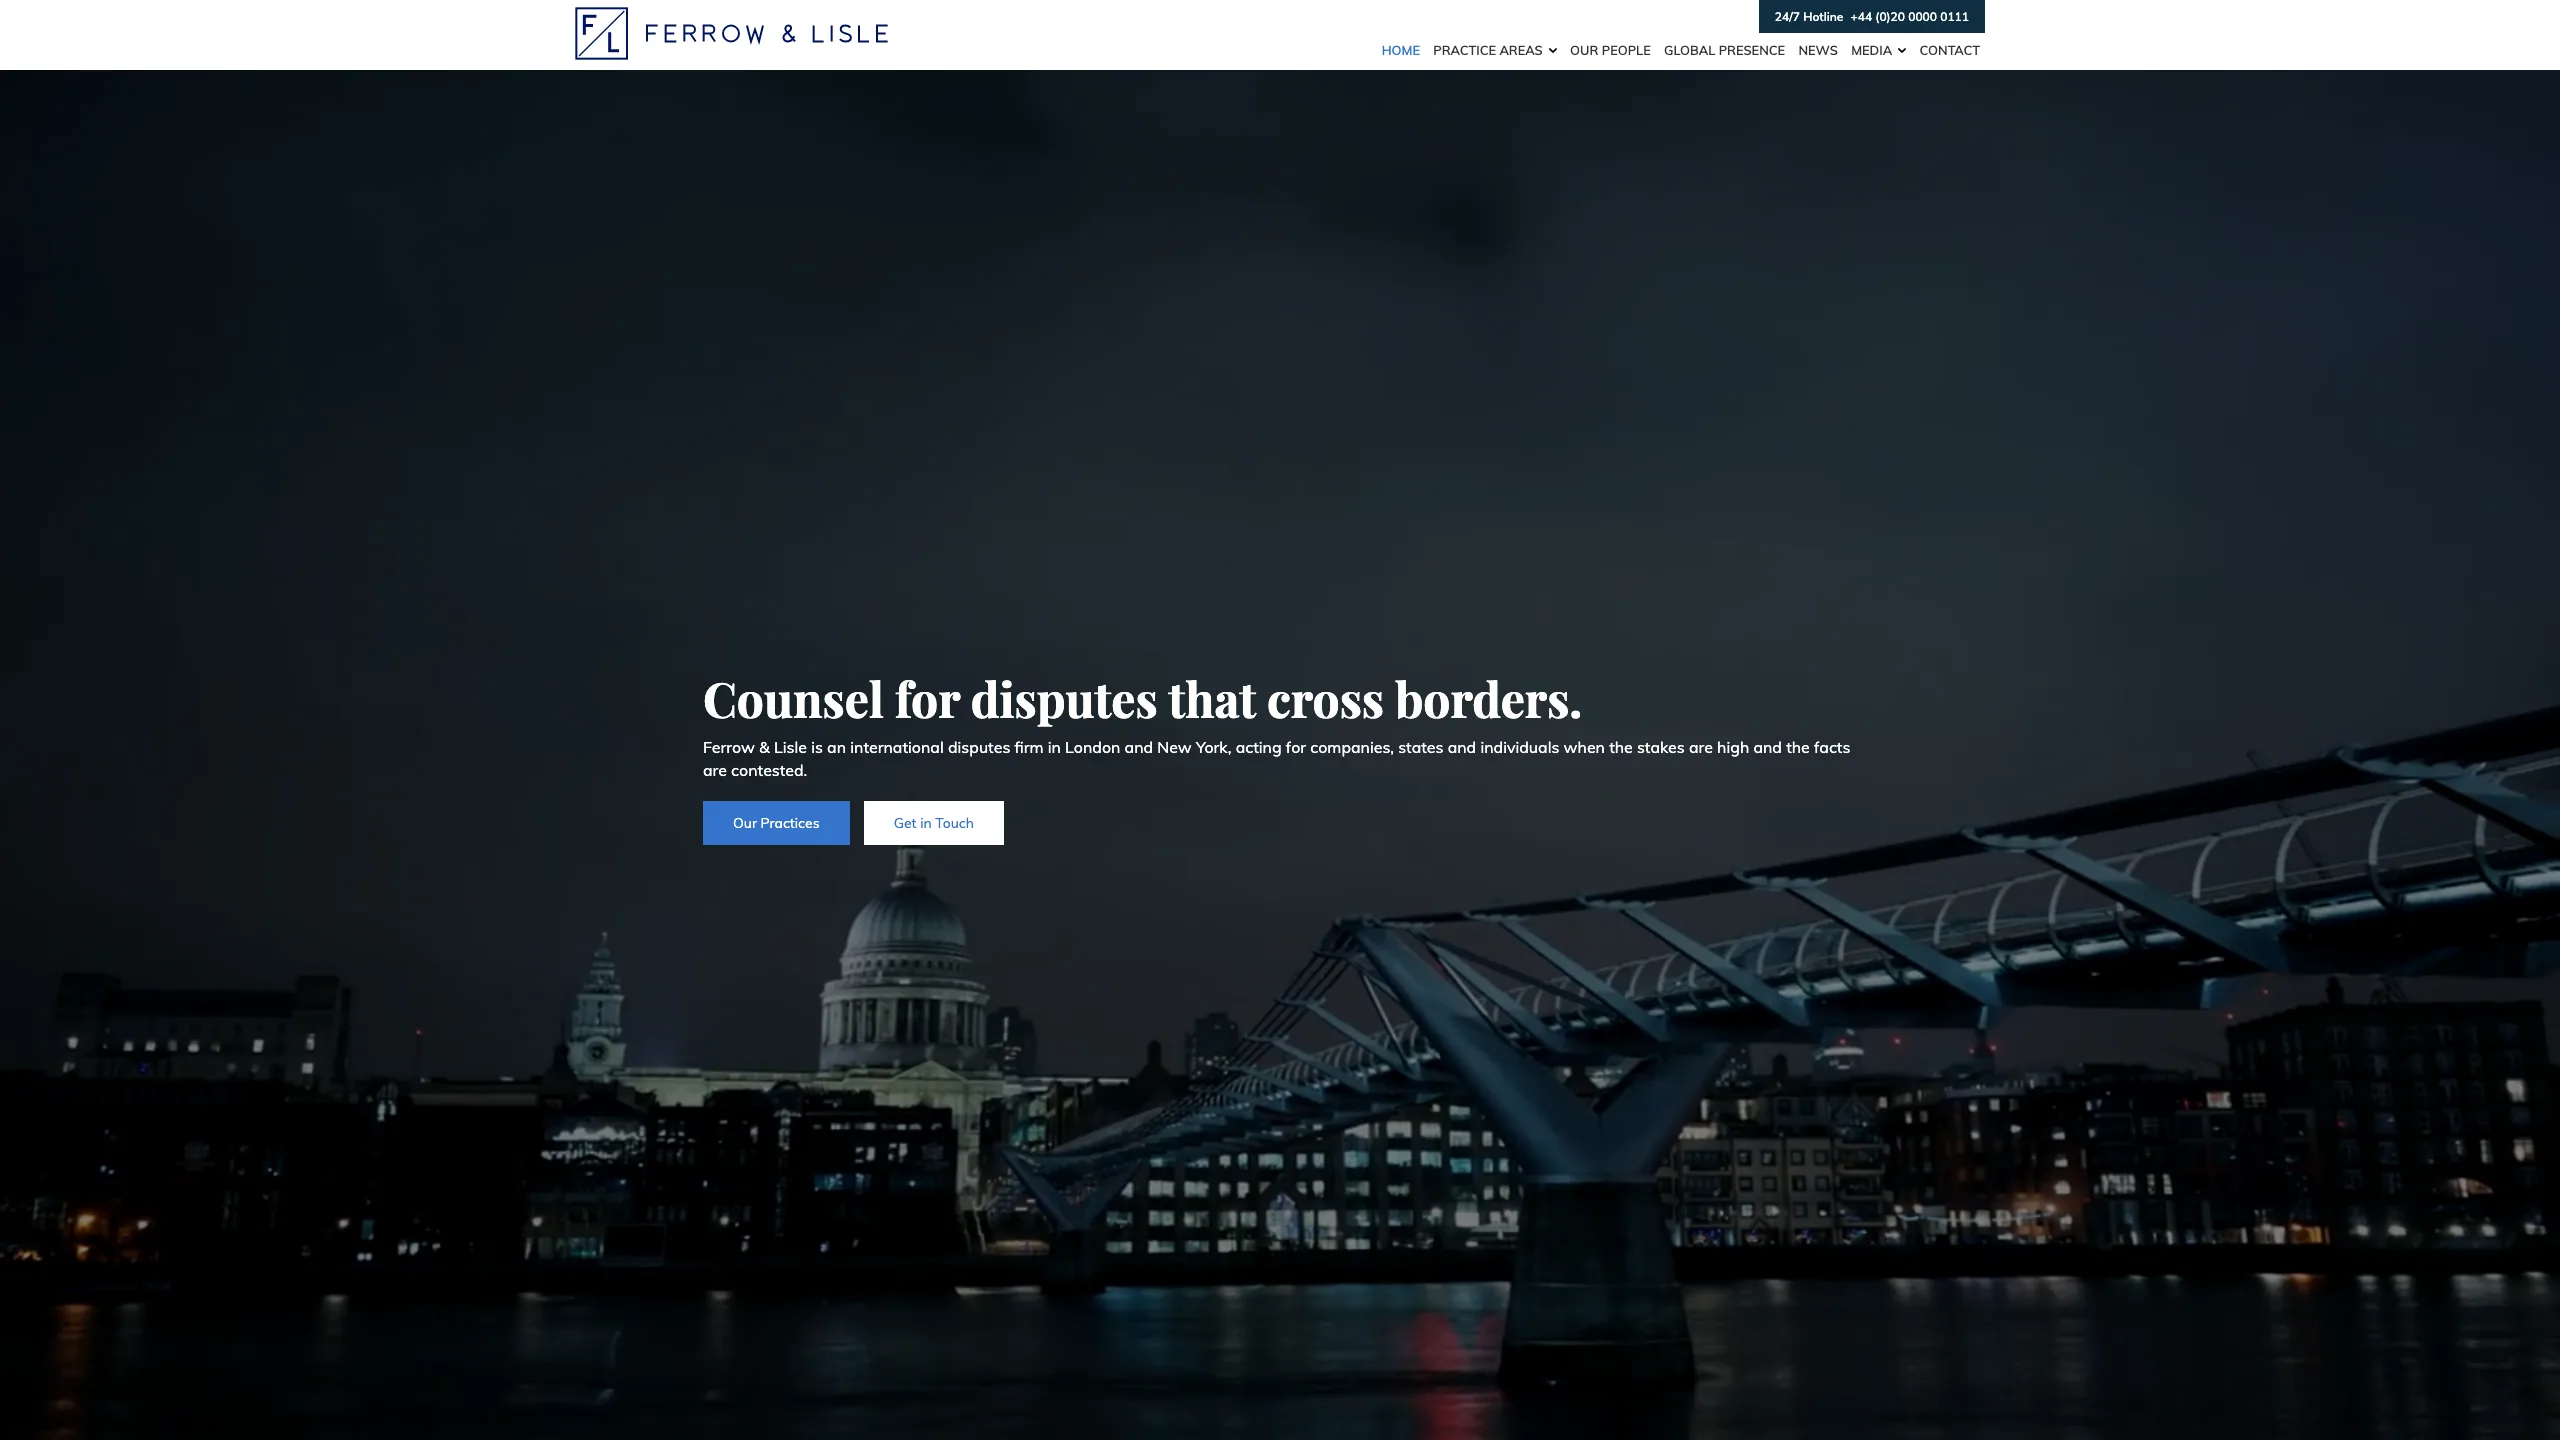 F L FERROW & LISLE
24/7 Hotline +44 (0)20 0000 0111
HOME PRACTICE AREAS OUR PEOPLE GLOBAL PRESENCE NEWS MEDIA CONTACT
Counsel for disputes that cross borders.
Ferrow & Lisle is an international disputes firm in London and New York, acting for companies, states and individuals when the stakes are high and the facts
are contested.
Our Practices Get in Touch